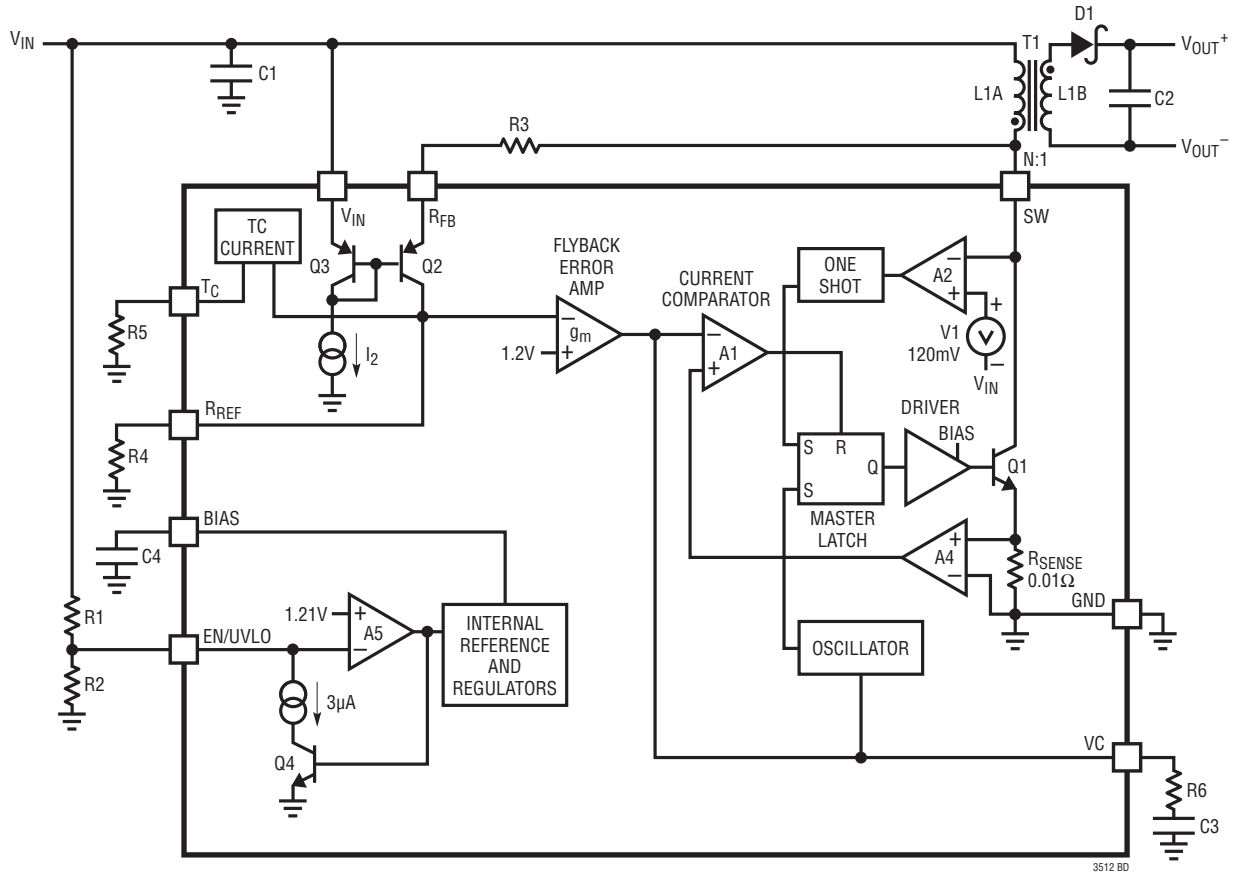 D1
VIN
T1
VOUT+
C1
L1A
L1B
C2
R3
VOUT−
N:1
VIN
RFB
SW
TC
CURRENT
FLYBACK
ERROR
AMP
Q3
Q2
CURRENT
COMPARATOR
ONE
SHOT
−
A2
+
TC
+
V1
120mV
V
−
VIN
R5
I2
−
gm
1.2V
+
−
A1
+
RREF
DRIVER
BIAS
R4
S
R
Q
S
Q1
MASTER
LATCH
BIAS
C4
+
A4
−
RSENSE
0.01Ω
GND
R1
1.21V
+
A5
−
INTERNAL
REFERENCE
AND
REGULATORS
EN/UVLO
OSCILLATOR
R2
3µA
Q4
VC
R6
C3
3512 BD